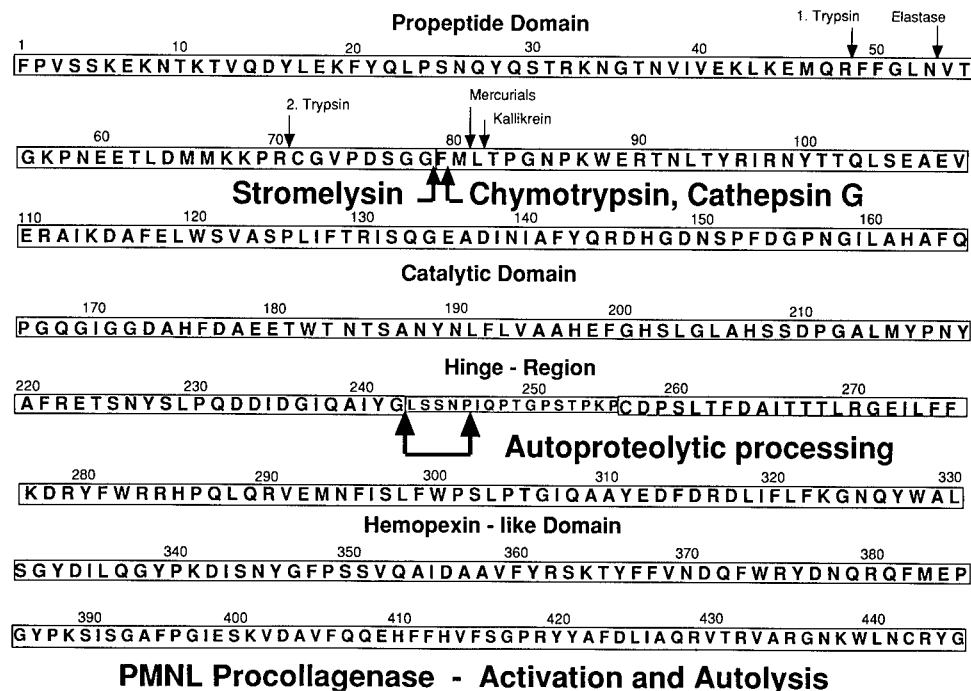 Propeptide Domain
1. Trypsin Elastase
1 10 20 30 40 50
FPVSSKEKNTKTVQDYLEKFYQLPSNQYQSTRKNGTNVIVEKLKEMQRFFGLNVT
Mercurials
2. Trypsin
Kallikrein
60 70 80 90 100
GKPNEETLDMMKKPRCGVPDSGGFMLTPGNPKWERTNLTYRIRNYTTQLSEAEV
Stromelysin Chymotrypsin, Cathepsin G
110 120 130 140 150 160
ERAIKDAFELWSVASPLIFTRISQGEADINIAFYQRDHGDNSPFDGPNGILAHAFQ
Catalytic Domain
170 180 191 200 210
PGQGIGGDAHFDAEETWTNTSANYNLFLVAAHEFGHSLGLAHSSDPGALMYPNY
Hinge - Region
220 230 240 250 260 270
AFRETSNYSLPQDDIDGIQAIYGLSSNPIQPTGPSTPKPCDPSLTFDAITTTLRGEILFF
Autoproteolytic processing
280 290 300 310 320 330
KDRYFWRRHPQLQRVEMNFISLFWPSLPTGIQAAYEDFDRDLIFLFKGNQYWAL
Hemopexin - like Domain
340 350 360 370 380
SGYDILQGYPKDISNYGFPSSVQAIDAAVFYRSKTYFFVNDQFWRYDNQRQFMEP
390 400 410 420 430 440
GYPKSISGAFPGIESKVDAVFQQEHFFHVFSGPRYYAFDLIAQRVTRVARGNKWLNCRYG
PMNL Procollagenase - Activation and Autolysis